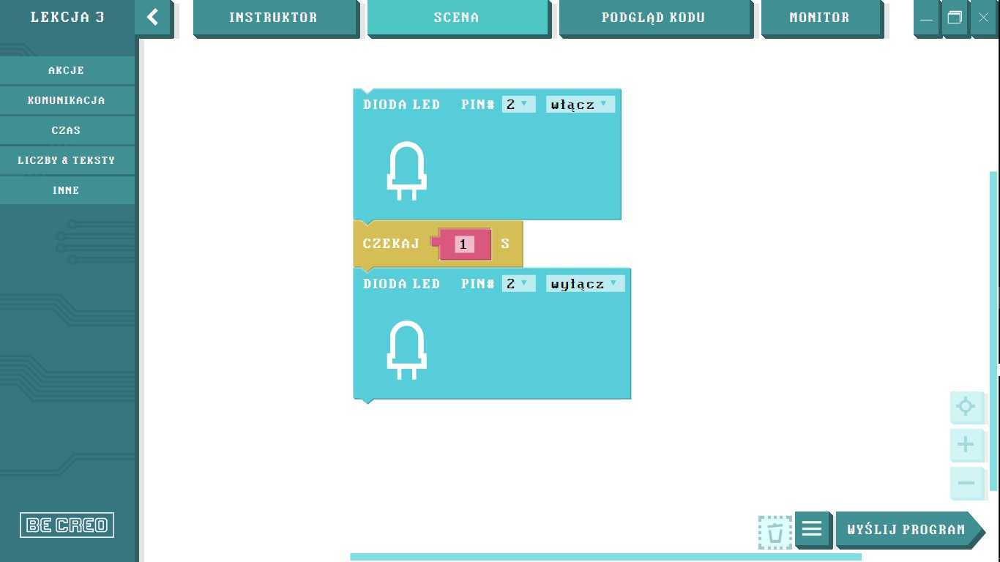 LEKCJA 3
INSTRUKTOR
SCENA
PODGLĄD KODU
MONITOR
AKCJE
KOMUNIKACJA
CZAS
LICZBY & TEKSTY
INNE
DIODA LED PIN# 2 włącz
CZEKAJ 1 S
DIODA LED PIN# 2 wyłącz
BE CREO
WYŚLIJ PROGRAM